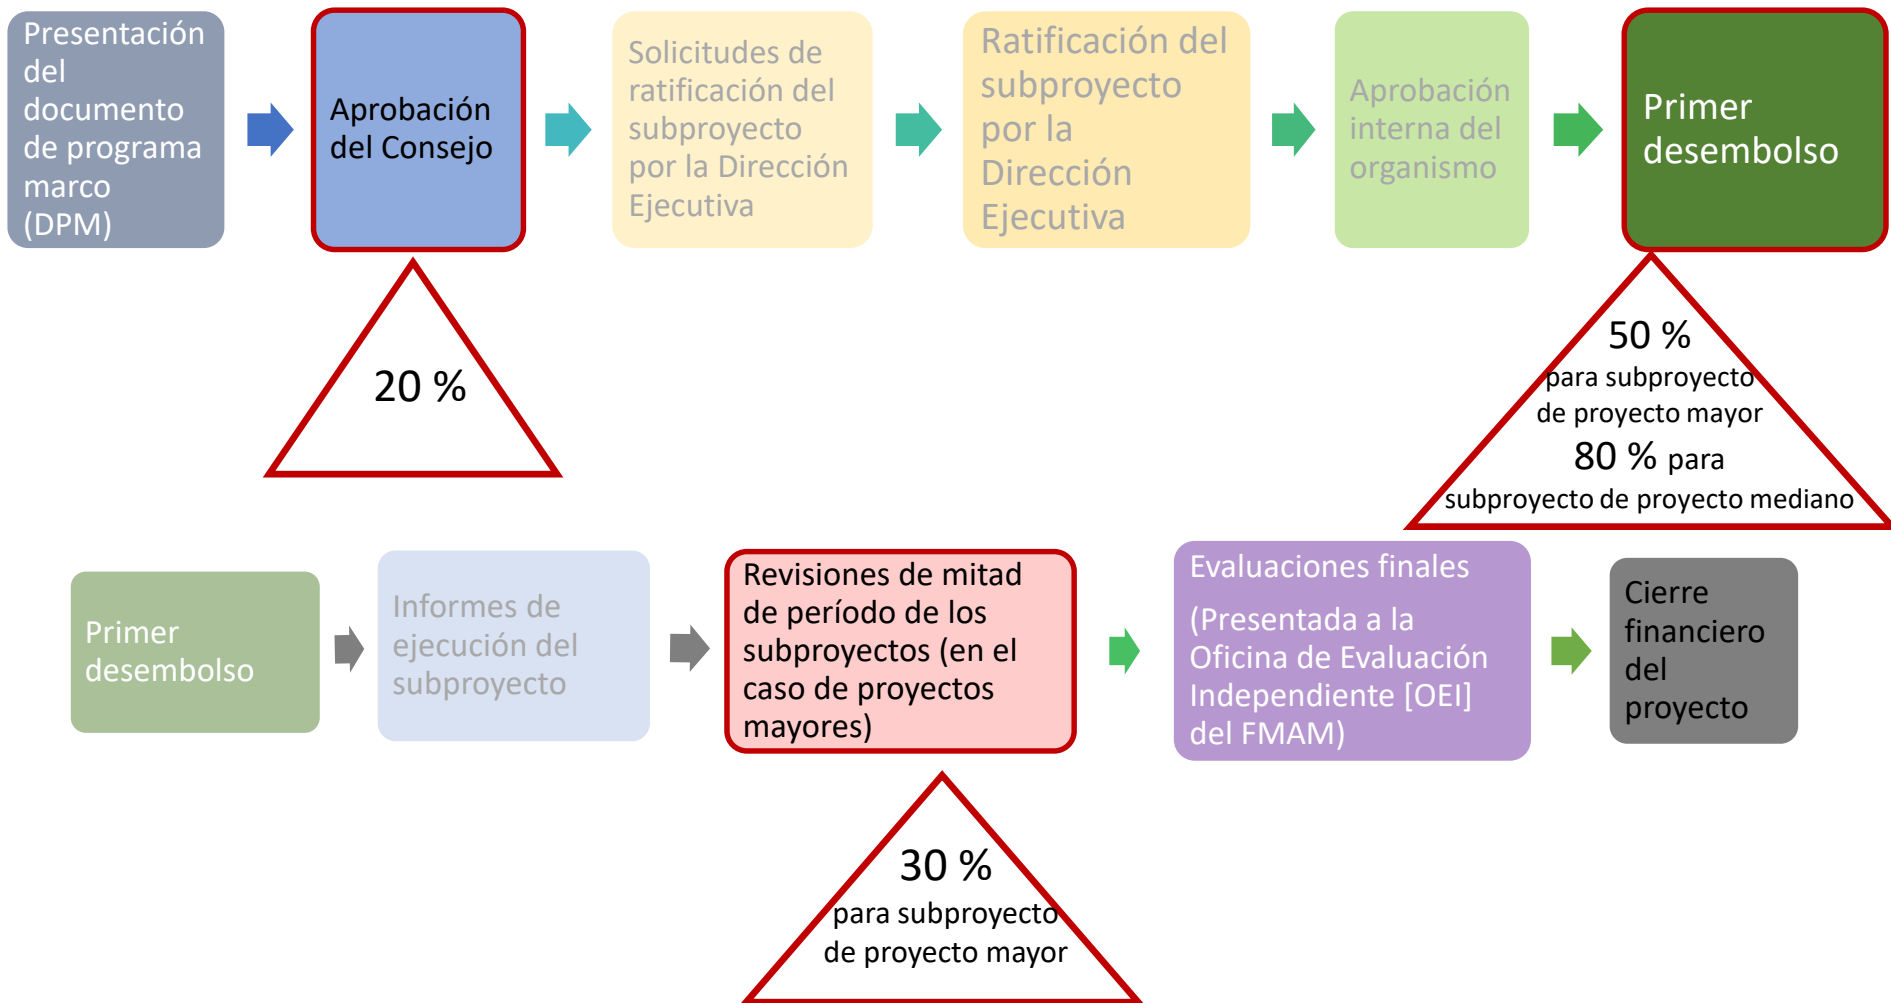 Presentación
del
documento
de programa
marco
(DPM)
Aprobación
del Consejo
Solicitudes de
ratificación del
subproyecto
por la Dirección
Ejecutiva
Ratificación del
subproyecto
por la
Dirección
Ejecutiva
Aprobación
interna del
organismo
Primer
desembolso
20 %
50 %
para subproyecto
de proyecto mayor
80 % para
subproyecto de proyecto mediano
Primer
desembolso
Informes de
ejecución del
subproyecto
Revisiones de mitad
de período de los
subproyectos (en el
caso de proyectos
mayores)
Evaluaciones finales
(Presentada a la
Oficina de Evaluación
Independiente [OEI]
del FMAM)
Cierre
financiero
del
proyecto
30 %
para subproyecto
de proyecto mayor